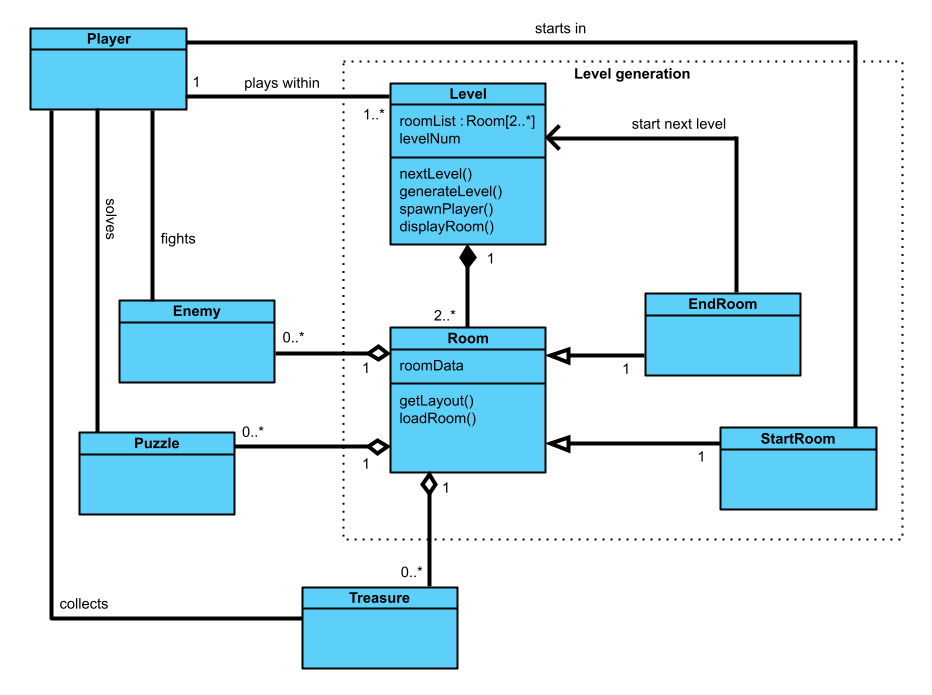 starts in
Player
Level generation
1
plays within
Level
1..*
roomList : Room[2..*]
levelNum
start next level
nextLevel()
generateLevel()
spawnPlayer()
displayRoom()
solves
fights
1
Enemy
EndRoom
2..*
Room
0..*
1
roomData
1
getLayout()
loadRoom()
Puzzle
0..*
1
StartRoom
1
1
0..*
Treasure
collects